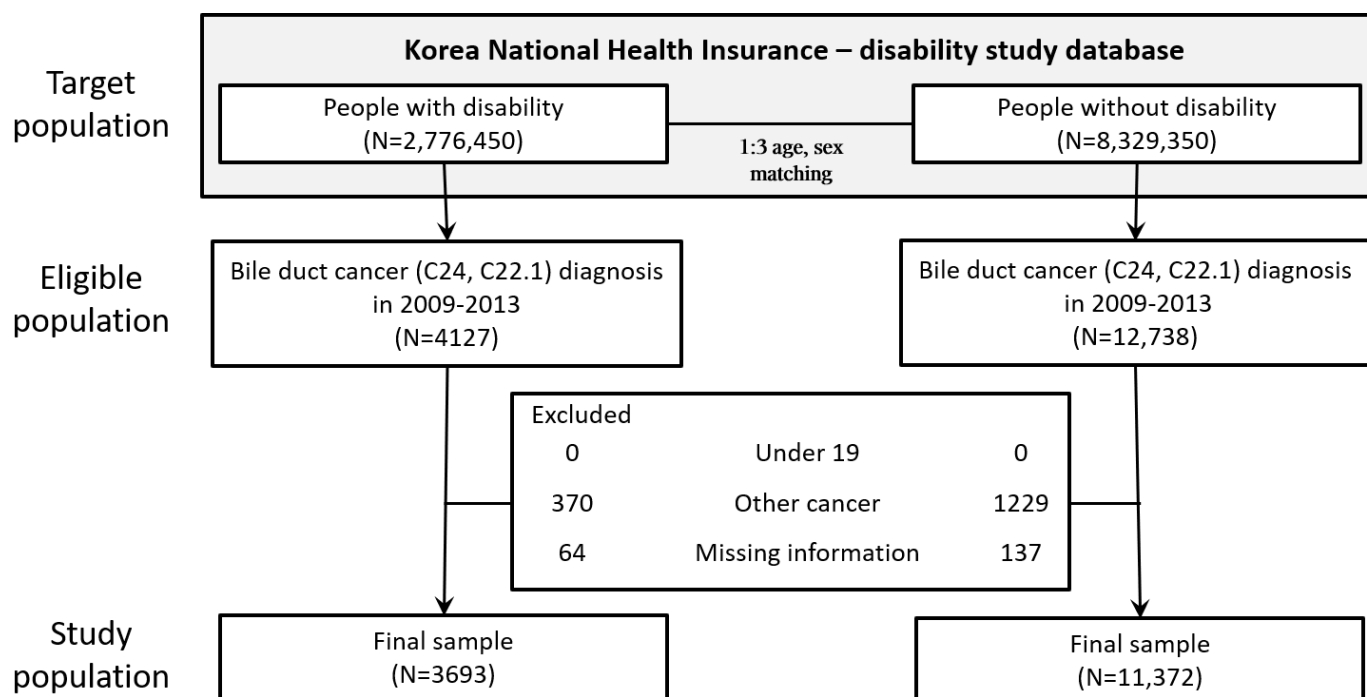 Korea National Health Insurance – disability study database
Target
population
People with disability
(N=2,776,450)
1:3 age, sex
matching
People without disability
(N=8,329,350)
Eligible
population
Bile duct cancer (C24, C22.1) diagnosis
in 2009-2013
(N=4127)
Bile duct cancer (C24, C22.1) diagnosis
in 2009-2013
(N=12,738)
Excluded
0 Under 19 0
370 Other cancer 1229
64 Missing information 137
Study
population
Final sample
(N=3693)
Final sample
(N=11,372)